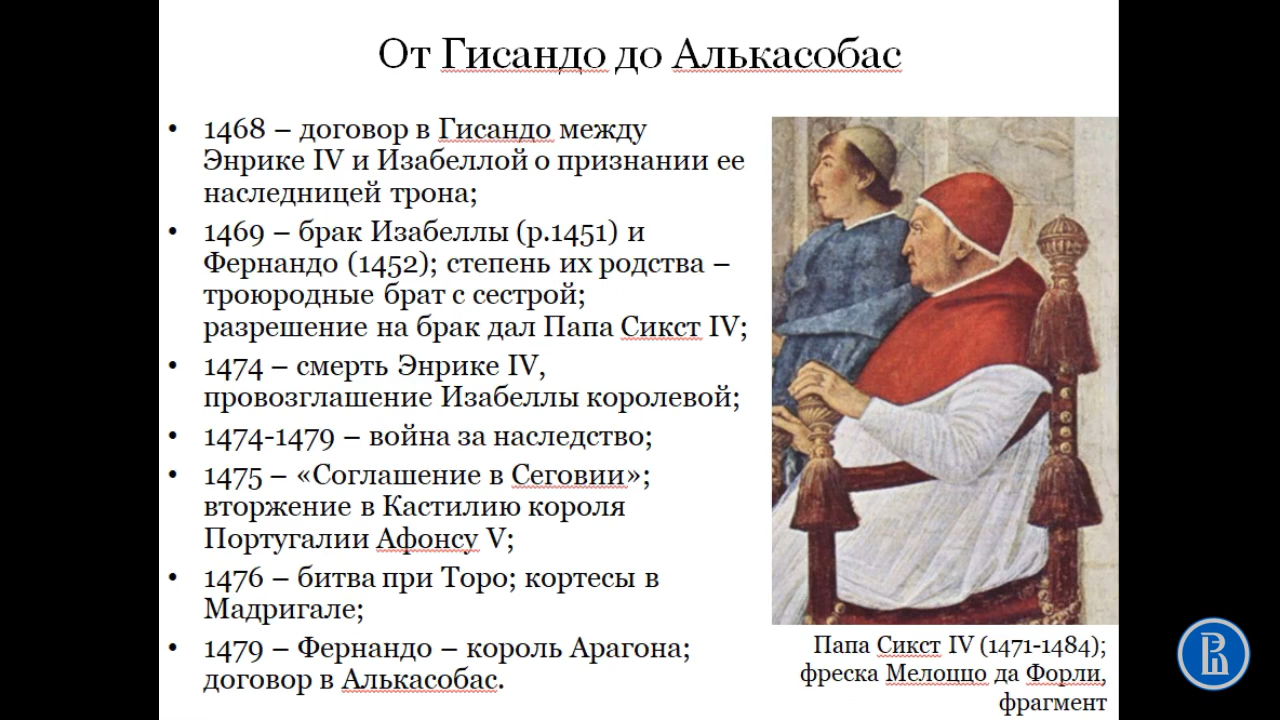 От Гисандо до Алькасобас
• 1468 – договор в Гисандо между
Энрике IV и Изабеллой о признании ее
наследницей трона;
• 1469 – брак Изабеллы (р.1451) и
Фернандо (1452); степень их родства –
троюродные брат с сестрой;
разрешение на брак дал Папа Сикст IV;
• 1474 – смерть Энрике IV,
провозглашение Изабеллы королевой;
• 1474-1479 – война за наследство;
• 1475 – «Соглашение в Сеговии»;
вторжение в Кастилию короля
Португалии Афонсу V;
• 1476 – битва при Торо; кортесы в
Мадригале;
• 1479 – Фернандо – король Арагона;
договор в Алькасобас.
Папа Сикст IV (1471-1484);
фреска Мелоццо да Форли,
фрагмент